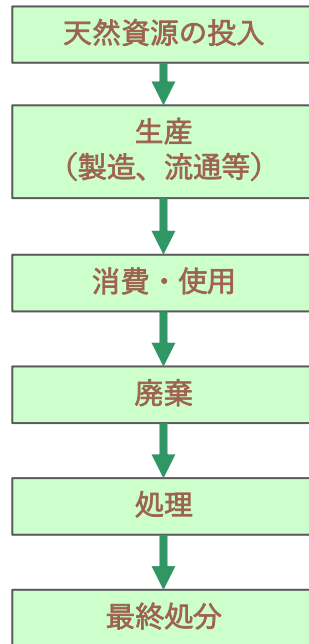 天然資源の投入
生産
（製造、流通等）
消費・使用
廃棄
処理
最終処分